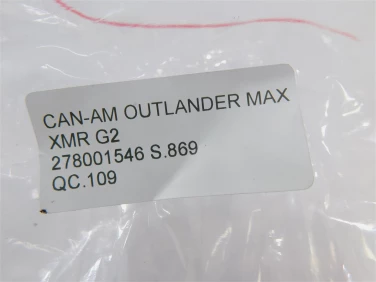 CAN-AM OUTLANDER MAX
XMR G2
278001546 S.869
QC.109